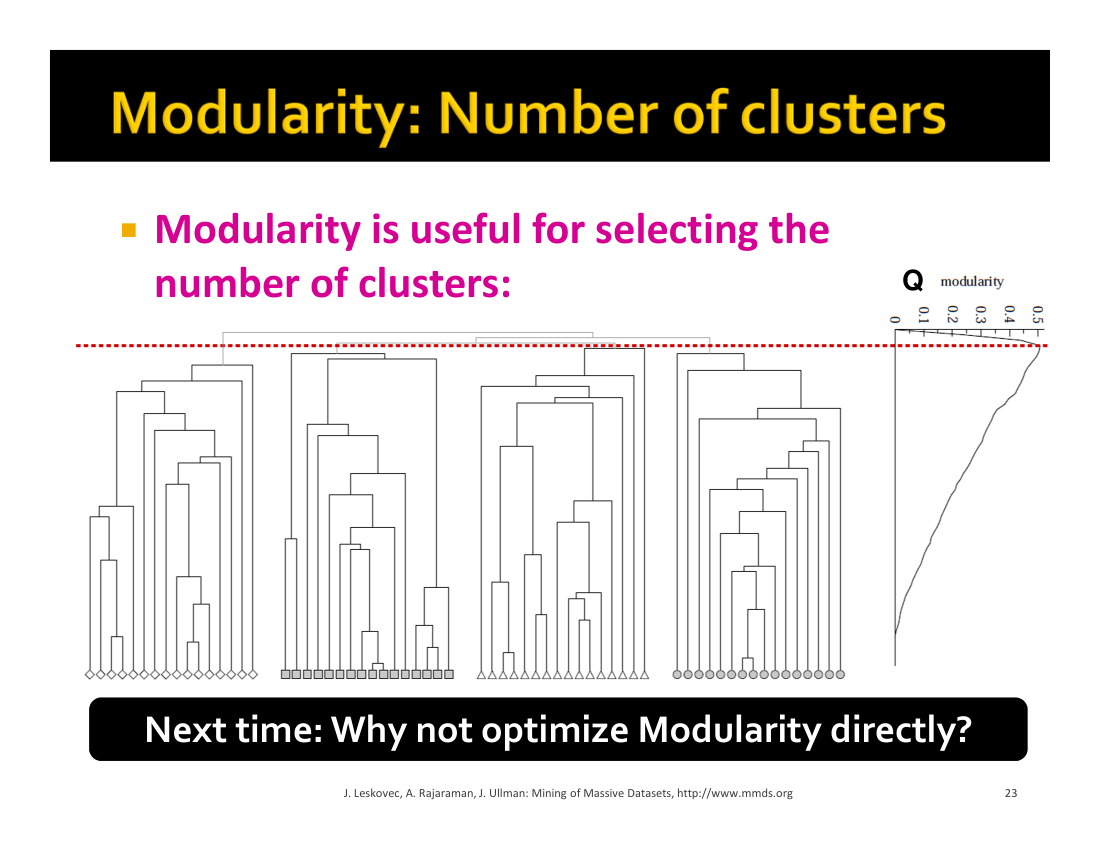 Modularity: Number of clusters
Modularity is useful for selecting the
number of clusters:
Q modularity
0 0.1 0.2 0.3 0.4 0.5
Next time: Why not optimize Modularity directly?
J. Leskovec, A. Rajaraman, J. Ullman: Mining of Massive Datasets, http://www.mmds.org
23